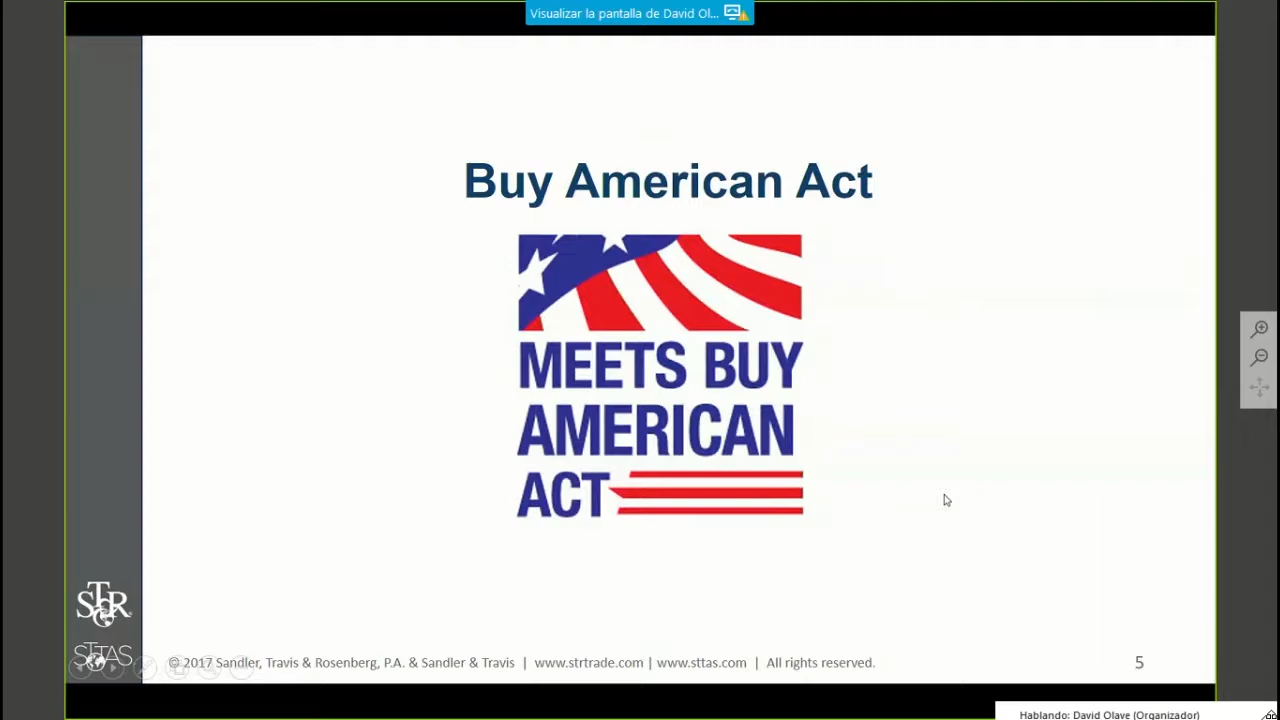 Visualizar la pantalla de David Ol...
Buy American Act
MEETS BUY
AMERICAN
ACT
STR
STTAS
© 2017 Sandler, Travis & Rosenberg, P.A. & Sandler & Travis | www.strtrade.com | www.sttas.com | All rights reserved.
5
Hablando: David Olave (Organizador)